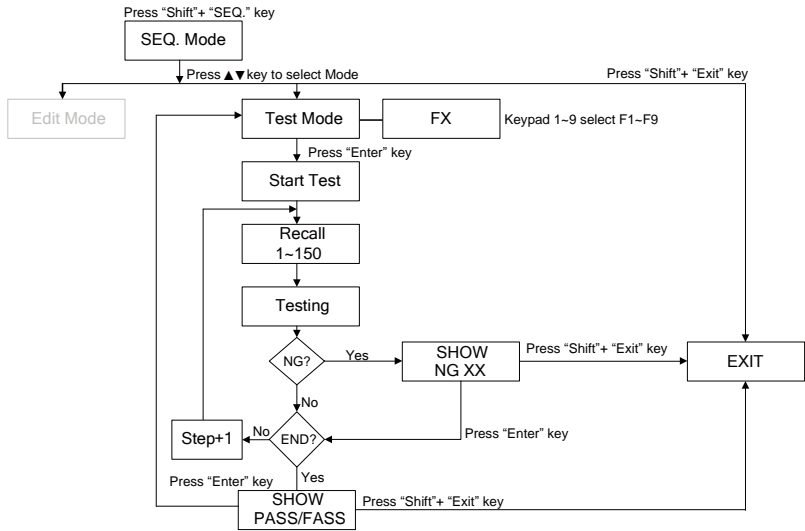 Press “Shift”+ “SEQ.” key
SEQ. Mode
Press ▲▼key to select Mode
Press “Shift”+ “Exit” key
Edit Mode
Test Mode
FX
Keypad 1~9 select F1~F9
Press “Enter” key
Start Test
Recall
1~150
Testing
NG?
Yes
SHOW
NG XX
Press “Shift”+ “Exit” key
EXIT
No
Step+1
No
END?
Press “Enter” key
Yes
Press “Enter” key
SHOW
PASS/FASS
Press “Shift”+ “Exit” key